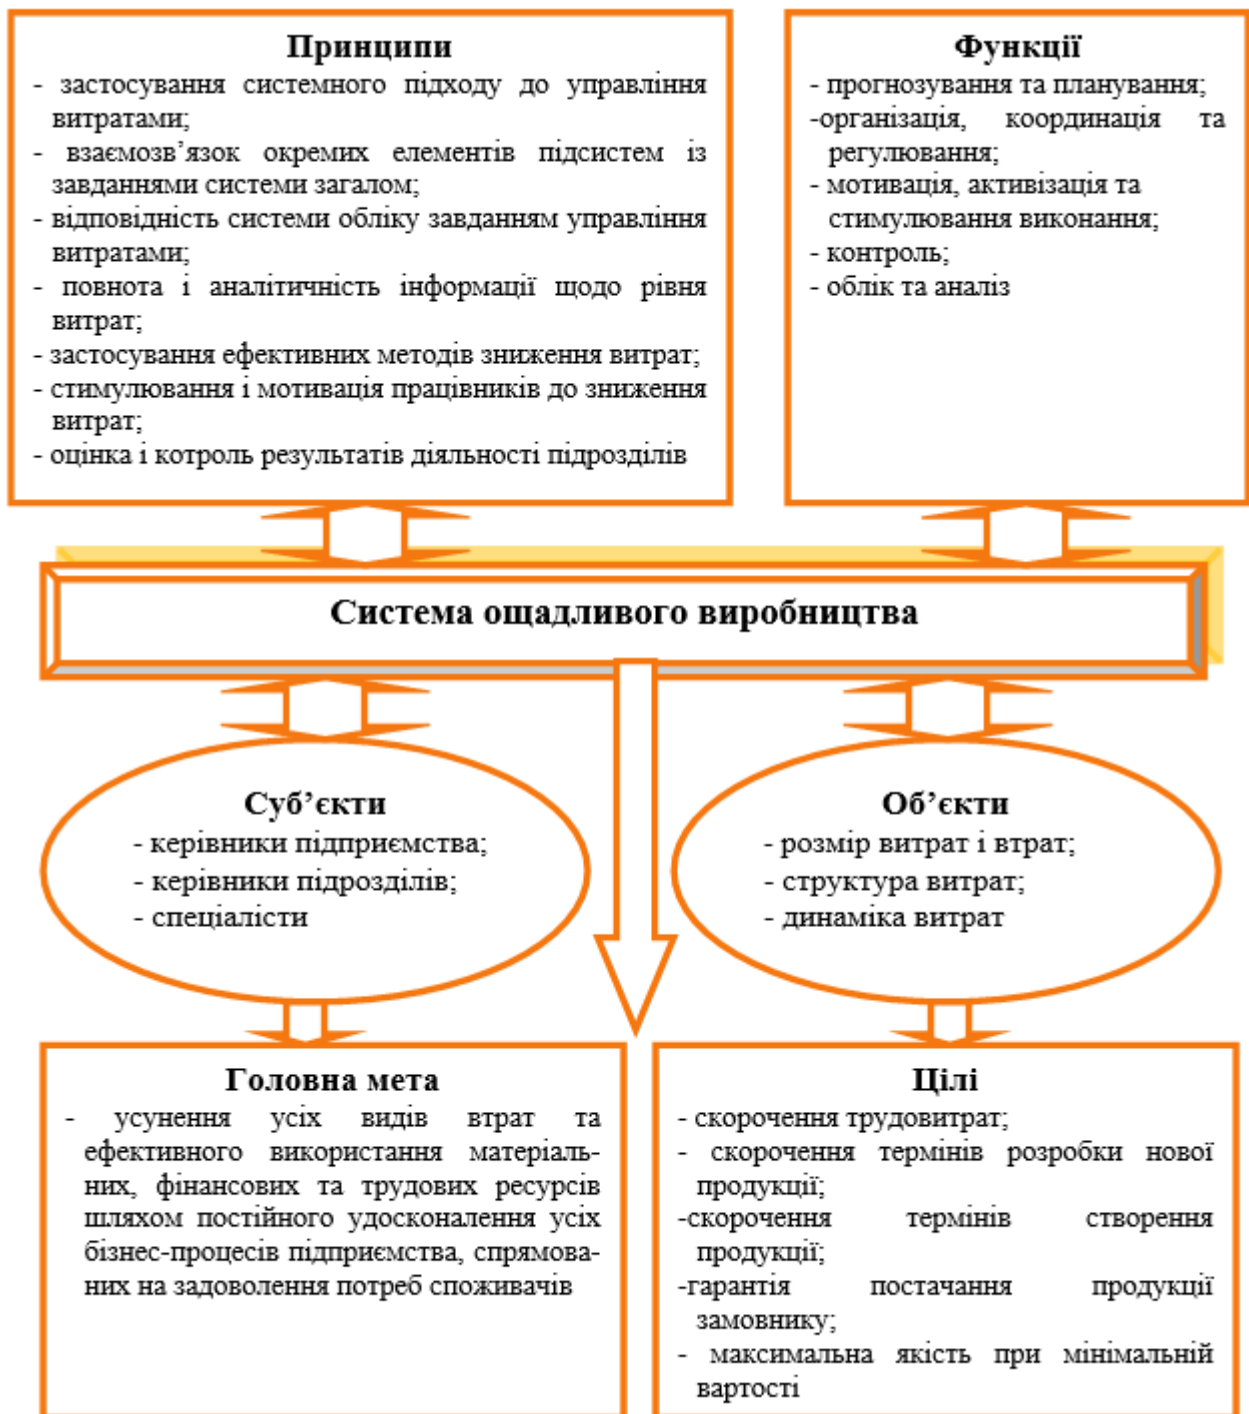 Принципи
- застосування системного підходу до управління
витратами;
- взаємозв’язок окремих елементів підсистем із
завданнями системи загалом;
- відповідність системи обліку завданням управління
витратами;
- повнота і аналітичність інформації щодо рівня
витрат;
- застосування ефективних методів зниження витрат;
- стимулювання і мотивація працівників до зниження
витрат;
- оцінка і котроль результатів діяльності підрозділів
Функції
- прогнозування та планування;
-організація, координація та
регулювання;
- мотивація, активізація та
стимулювання виконання;
- контроль;
- облік та аналіз
Система ощадливого виробництва
Суб’єкти
- керівники підприємства;
- керівники підрозділів;
- спеціалісти
Об’єкти
- розмір витрат і втрат;
- структура витрат;
- динаміка витрат
Головна мета
- усунення усіх видів втрат та
ефективного використання матеріаль-
них, фінансових та трудових ресурсів
шляхом постійного удосконалення усіх
бізнес-процесів підприємства, спрямова-
них на задоволення потреб споживачів
Цілі
- скорочення трудовитрат;
- скорочення термінів розробки нової
продукції;
-скорочення термінів створення
продукції;
-гарантія постачання продукції
замовнику;
- максимальна якість при мінімальній
вартості